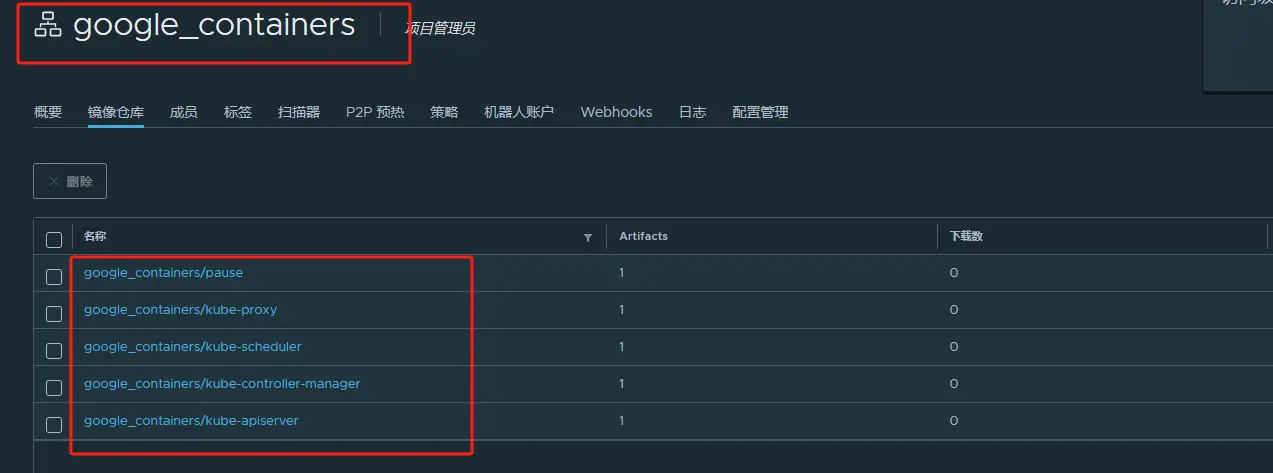 google_containers 项目管理员
概要 镜像仓库 成员 标签 扫描器 P2P 预热 策略 机器人账户 Webhooks 日志 配置管理
删除
名称 Artifacts 下载数
google_containers/pause 1 0
google_containers/kube-proxy 1 0
google_containers/kube-scheduler 1 0
google_containers/kube-controller-manager 1 0
google_containers/kube-apiserver 1 0